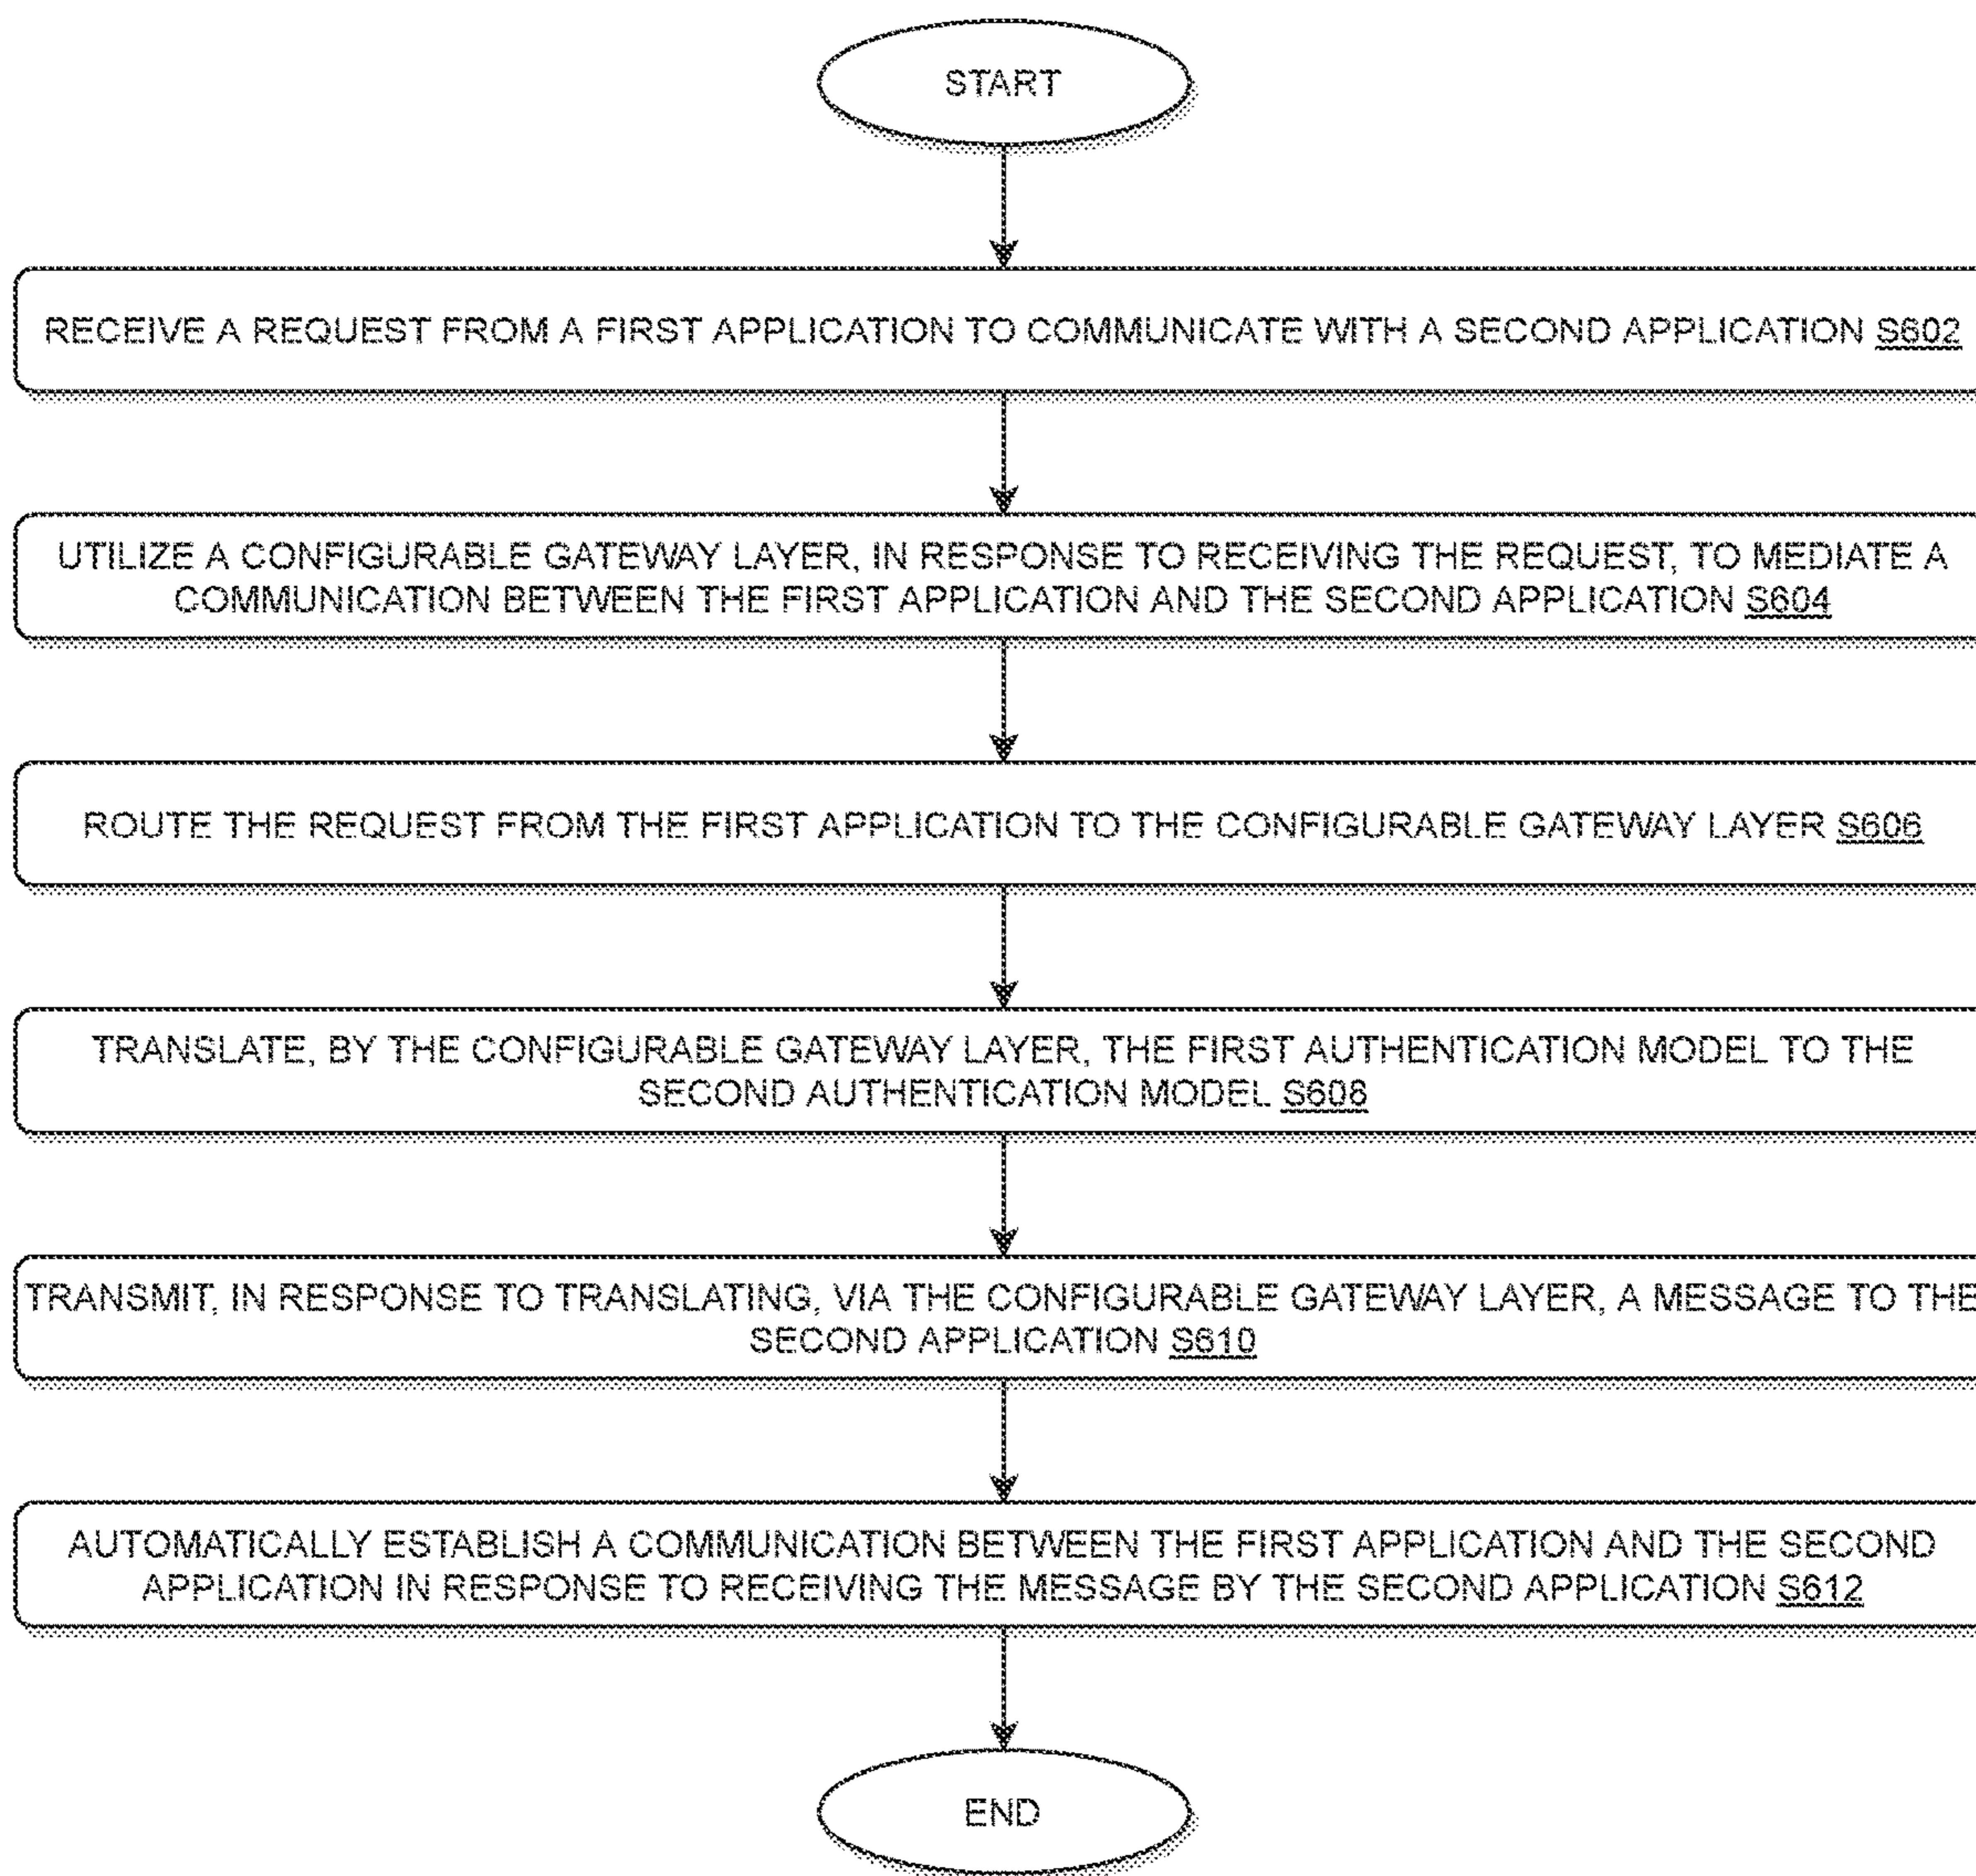 START
RECEIVE A REQUEST FROM A FIRST APPLICATION TO COMMUNICATE WITH A SECOND APPLICATION S602
UTILIZE A CONFIGURABLE GATEWAY LAYER, IN RESPONSE TO RECEIVING THE REQUEST, TO MEDIATE A
COMMUNICATION BETWEEN THE FIRST APPLICATION AND THE SECOND APPLICATION S604
ROUTE THE REQUEST FROM THE FIRST APPLICATION TO THE CONFIGURABLE GATEWAY LAYER S606
TRANSLATE, BY THE CONFIGURABLE GATEWAY LAYER, THE FIRST AUTHENTICATION MODEL TO THE
SECOND AUTHENTICATION MODEL S608
TRANSMIT, IN RESPONSE TO TRANSLATING, VIA THE CONFIGURABLE GATEWAY LAYER, A MESSAGE TO THE
SECOND APPLICATION S610
AUTOMATICALLY ESTABLISH A COMMUNICATION BETWEEN THE FIRST APPLICATION AND THE SECOND
APPLICATION IN RESPONSE TO RECEIVING THE MESSAGE BY THE SECOND APPLICATION S612
END